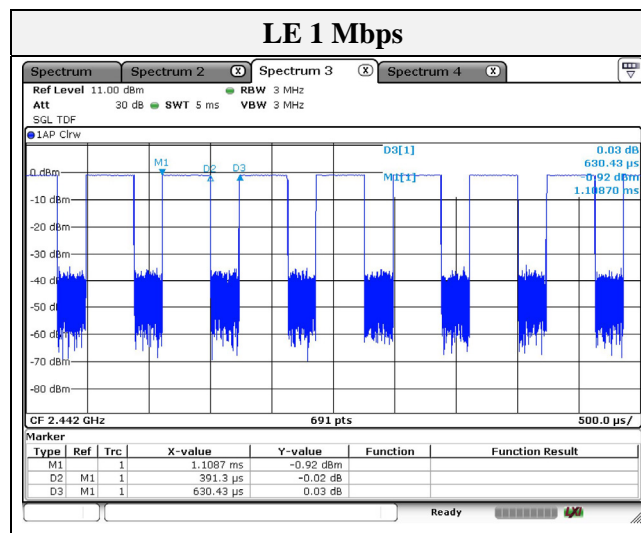 LE 1 Mbps
Spectrum Spectrum 2 X Spectrum 3 X Spectrum 4 X
Ref Level 11.00 dBm RBW 3 MHz
Att 30 dB SWT 5 ms VBW 3 MHz
SGL TDF
1AP Clrw
D3[1] 0.03 dB
630.43 µs
M1[1] -0.92 dBm
1.10870 ms
M1 D2 D3
0 dBm
-10 dBm
-20 dBm
-30 dBm
-40 dBm
-50 dBm
-60 dBm
-70 dBm
-80 dBm
CF 2.442 GHz 691 pts 500.0 µs/
Marker
Type Ref Trc X-value Y-value Function Function Result
M1 1 1.1087 ms -0.92 dBm
D2 M1 1 391.3 µs -0.02 dB
D3 M1 1 630.43 µs 0.03 dB
Ready LXI